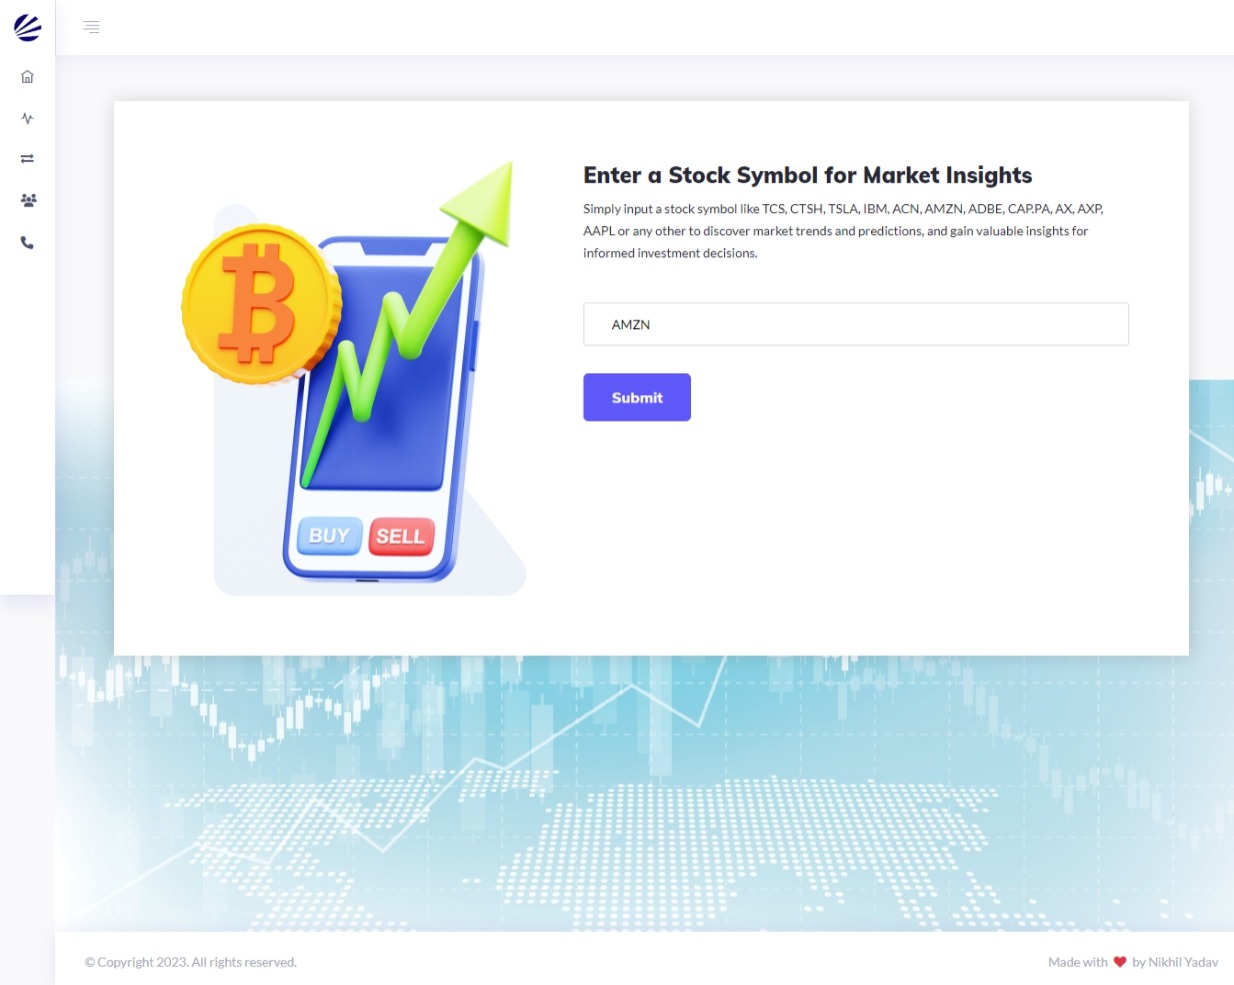 Enter a Stock Symbol for Market Insights
Simply input a stock symbol like TCS, CTSH, TSLA, IBM, ACN, AMZN, ADBE, CAP.PA, AX, AXP,
AAPL or any other to discover market trends and predictions, and gain valuable insights for
informed investment decisions.
AMZN
Submit
BUY SELL
© Copyright 2023. All rights reserved.
Made with ❤ by Nikhil Yadav